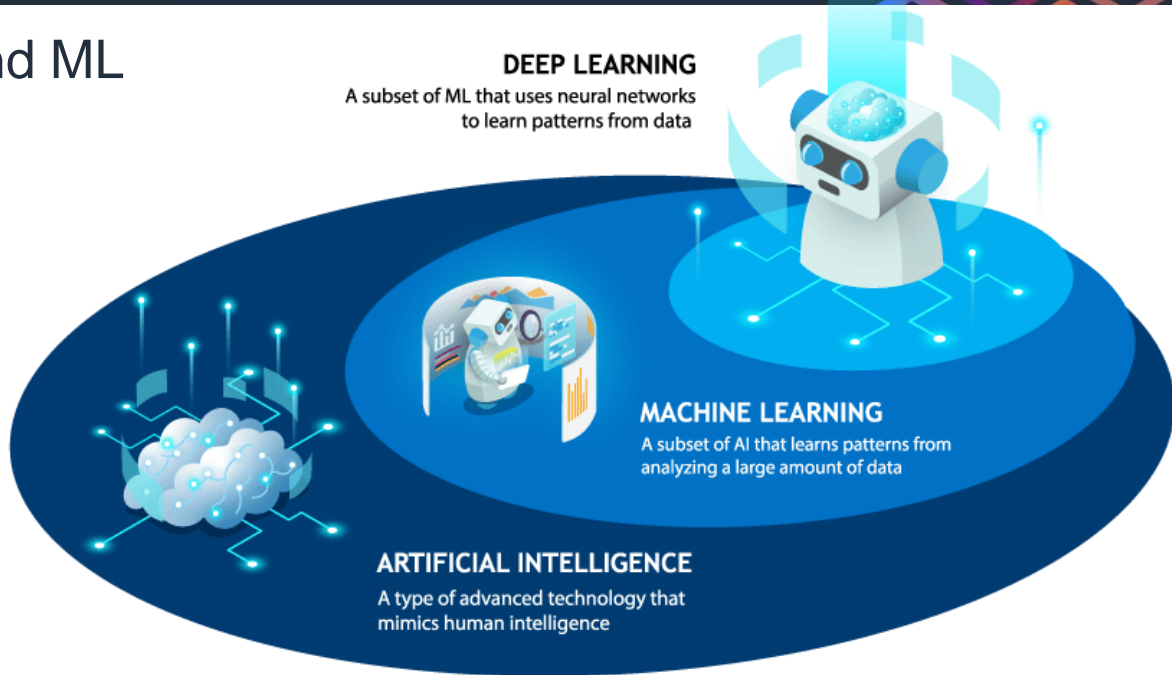 nd ML
DEEP LEARNING
A subset of ML that uses neural networks
to learn patterns from data
MACHINE LEARNING
A subset of AI that learns patterns from
analyzing a large amount of data
ARTIFICIAL INTELLIGENCE
A type of advanced technology that
mimics human intelligence